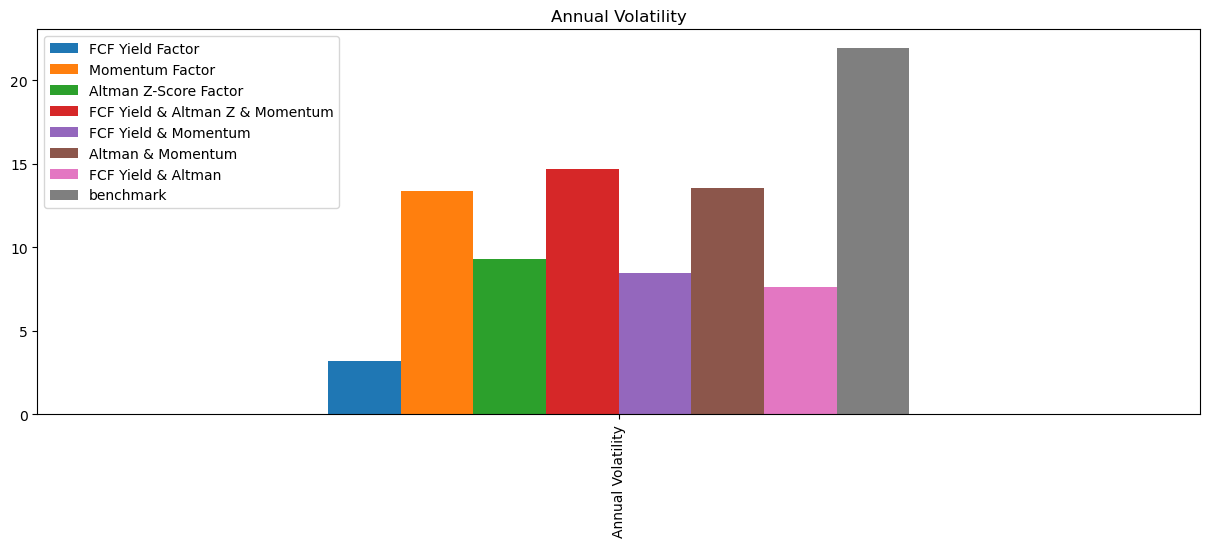 Annual Volatility
FCF Yield Factor
Momentum Factor
Altman Z-Score Factor
FCF Yield & Altman Z & Momentum
FCF Yield & Momentum
Altman & Momentum
FCF Yield & Altman
benchmark
20
15
10
5
0
Annual Volatility